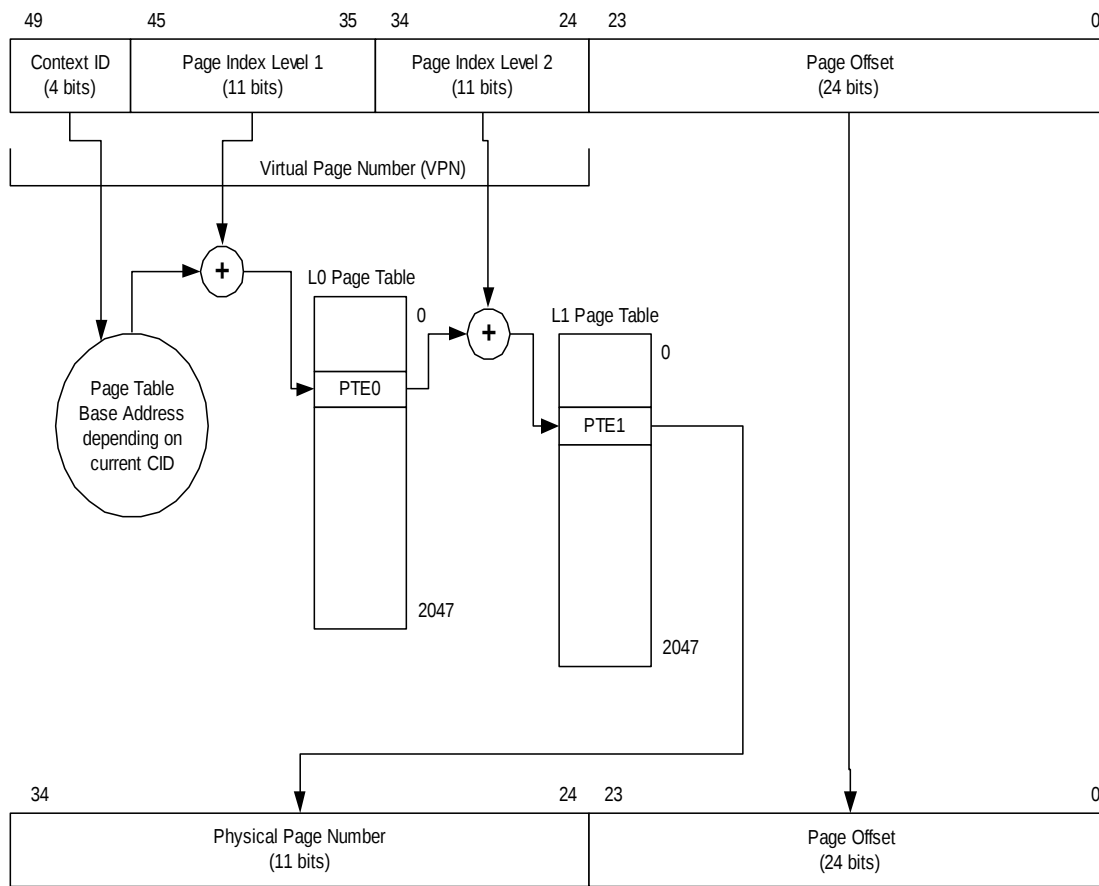 49 45 35 34 24 23 0
Context ID Page Index Level 1 Page Index Level 2 Page Offset
(4 bits) (11 bits) (11 bits) (24 bits)
Virtual Page Number (VPN)
+
L0 Page Table
0
+
L1 Page Table
0
Page Table
Base Address
depending on
current CID
PTE0
PTE1
2047
2047
34 24 23 0
Physical Page Number Page Offset
(11 bits) (24 bits)